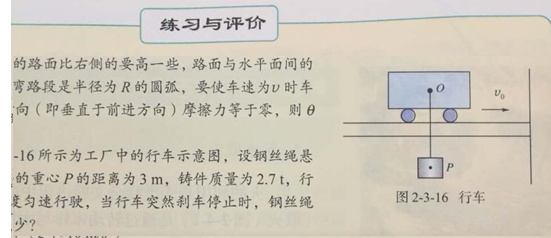 练习与评价
的路面比右侧的要高一些，路面与水平面间的
弯路段是半径为R的圆弧，要使车速为υ时车
向（即垂直于前进方向）摩擦力等于零，则θ
-16所示为工厂中的行车示意图，设钢丝绳悬
的重心P的距离为3 m，铸件质量为2.7 t，行
度匀速行驶，当行车突然刹车停止时，钢丝绳
少？
O
υ₀
P
图2-3-16 行车